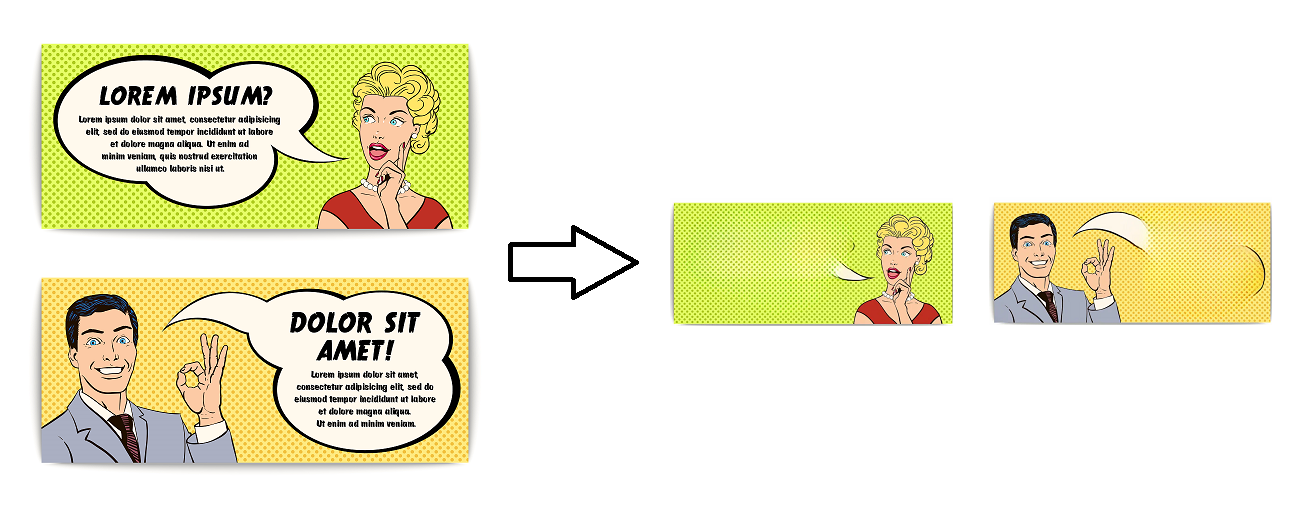 LOREM IPSUM?
Lorem ipsum dolor sit amet, consectetur adipisicing
elit, sed do eiusmod tempor incididunt ut labore
et dolore magna aliqua. Ut enim ad
minim veniam, quis nostrud exercitation
ullamco laboris nisi ut.
DOLOR SIT
AMET!
Lorem ipsum dolor sit amet,
consectetur adipisicing elit, sed do
eiusmod tempor incididunt ut labore
et dolore magna aliqua.
Ut enim ad minim veniam.